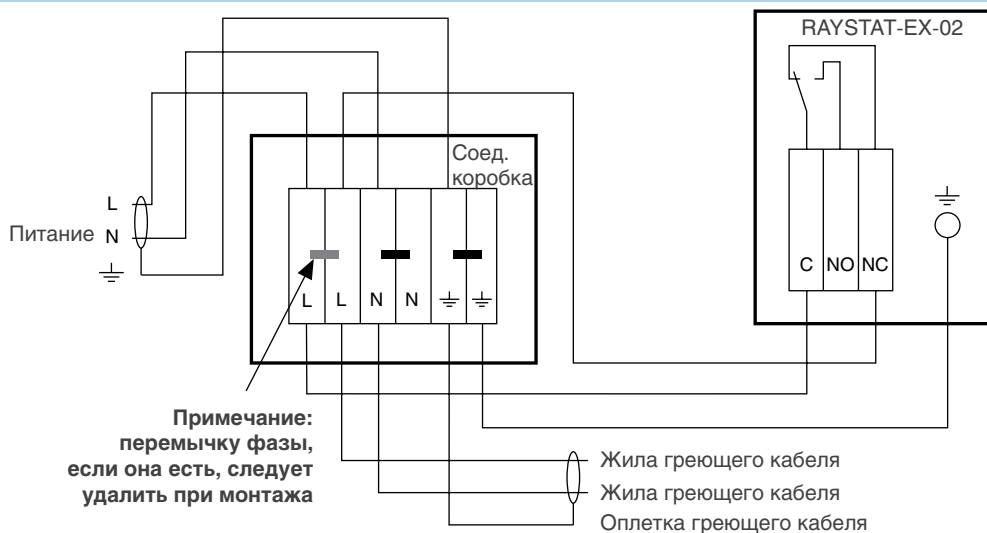 RAYSTAT-EX-02
Соед.
коробка
L
Питание N
C NO NC
L L N N
Примечание:
перемычку фазы,
если она есть, следует
удалить при монтажа
Жила греющего кабеля
Жила греющего кабеля
Оплетка греющего кабеля